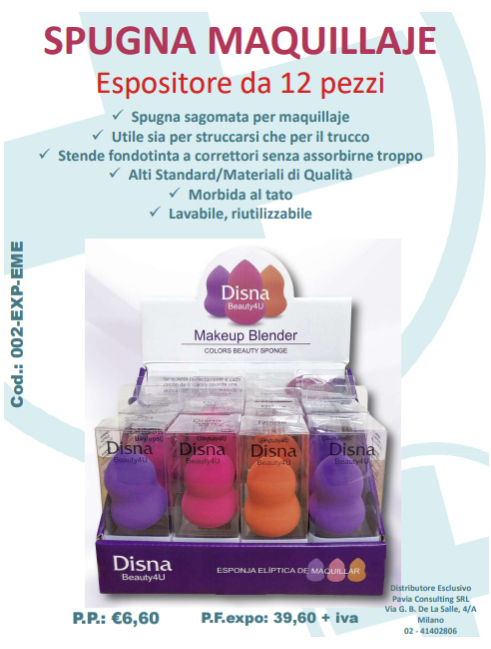 SPUGNA MAQUILLAJE
Espositore da 12 pezzi
✓ Spugna sagomata per maquillaje
✓ Utile sia per struccarsi che per il trucco
✓ Stende fondotinta a correttori senza assorbirne troppo
✓ Alti Standard/Materiali di Qualità
✓ Morbida al tato
✓ Lavabile, riutilizzabile
Cod.: 002-EXP-EME
Disna
Beauty4U
Makeup Blender
COLORS BEAUTY SPONGE
Disna
Beauty4U
Disna
Beauty4U
Disna
Beauty4U
Disna
Beauty4U
Disna
Beauty4U
ESPONJA ELÍPTICA DE MAQUILLAR
Distributore Esclusivo
Pavia Consulting SRL
Via G. B. De La Salle, 4/A
Milano
02 - 41402806
P.P.: €6,60
P.F.expo: 39,60 + iva